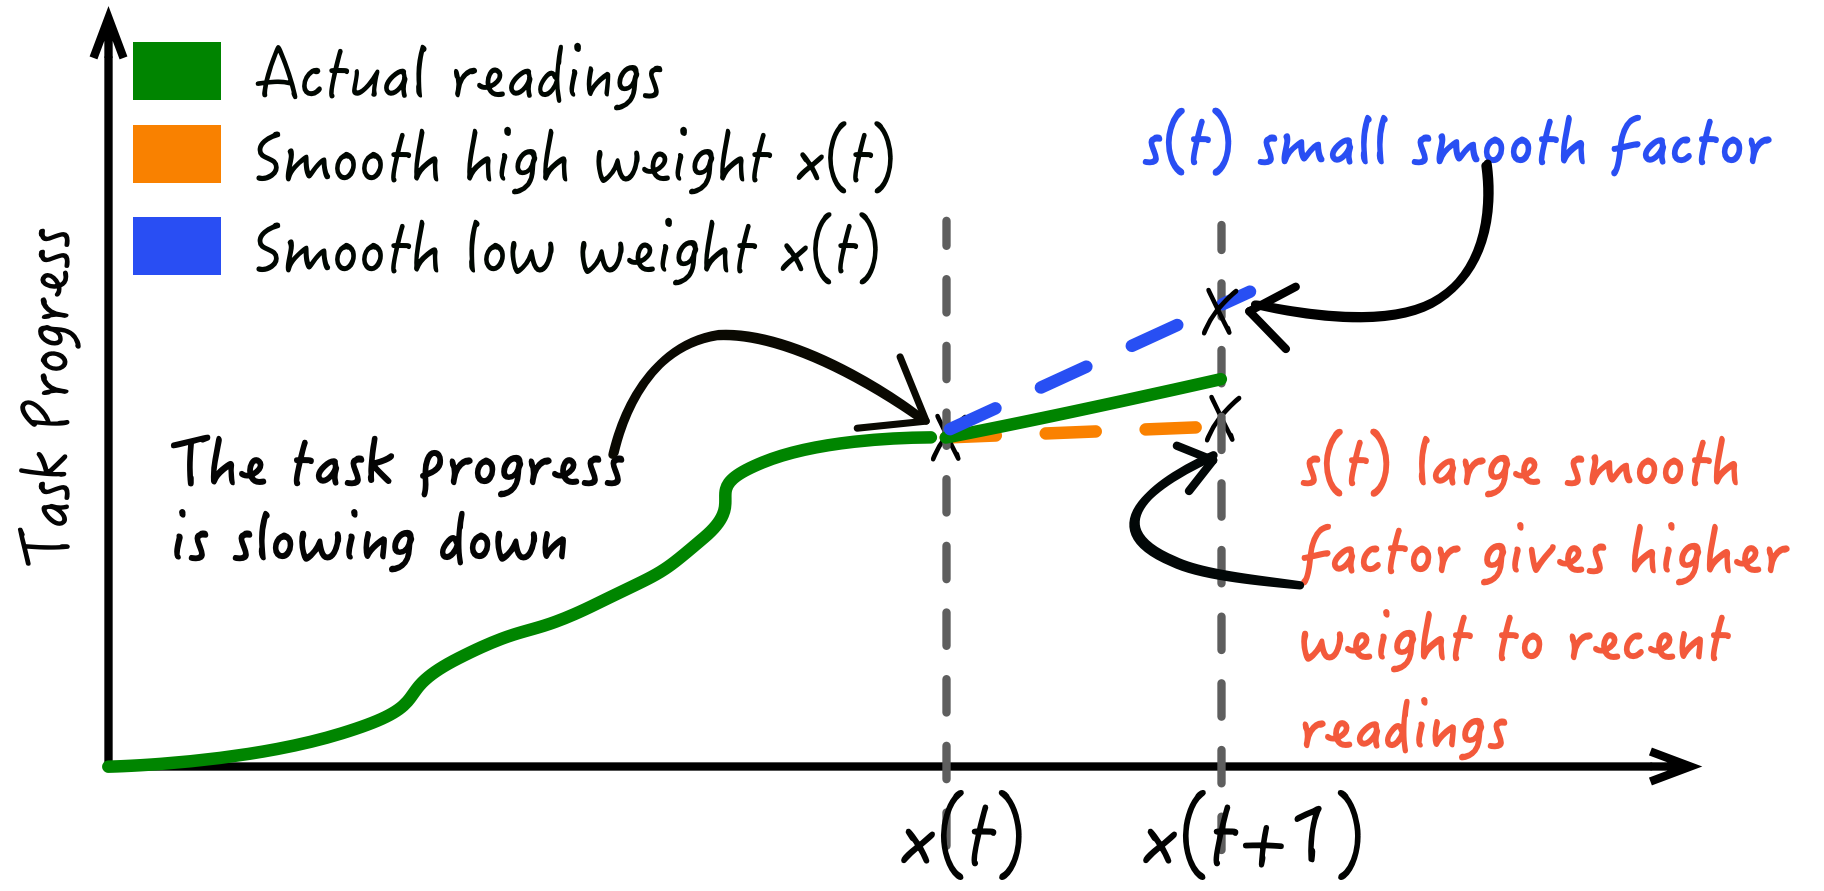 Actual readings
Smooth high weight x(t)
Smooth low weight x(t)
s(t) small smooth factor
Task Progress
The task progress
is slowing down
s(t) large smooth
factor gives higher
weight to recent
readings
x(t)
x(t+1)